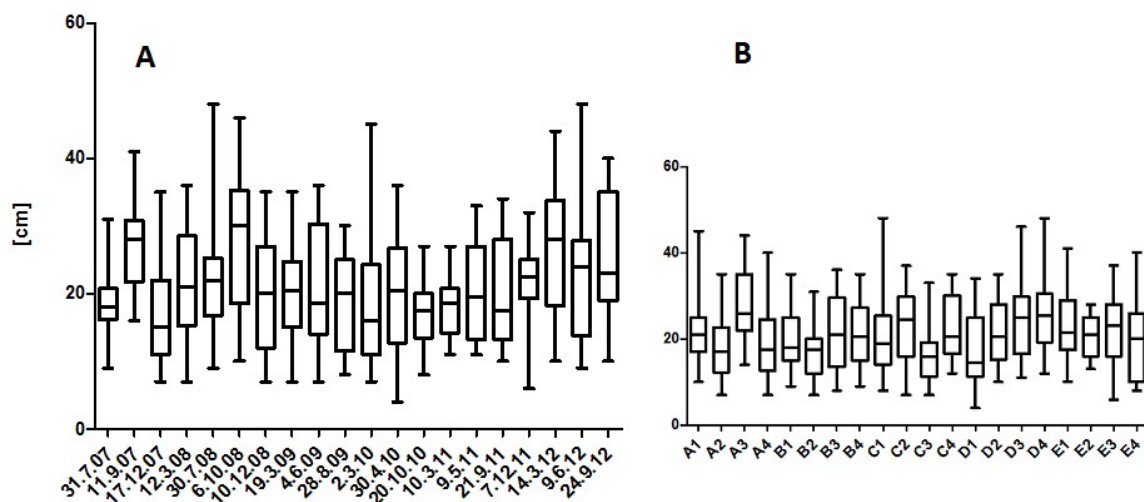 A
[cm]
60
40
20
0
31.7.07
11.9.07
17.12.07
12.3.08
30.7.08
6.10.08
10.12.08
19.3.09
4.6.09
28.8.09
2.3.10
30.4.10
20.10.10
10.3.11
9.5.11
21.9.11
7.12.11
14.3.12
9.6.12
24.9.12
B
60
40
20
0
A1
A2
A3
A4
B1
B2
B3
B4
C1
C2
C3
C4
D1
D2
D3
D4
E1
E2
E3
E4